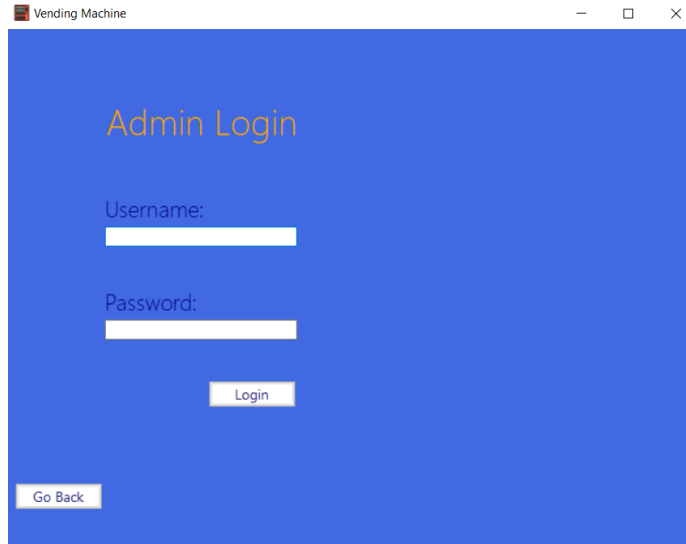 Vending Machine
Admin Login
Username:
Password:
Login
Go Back